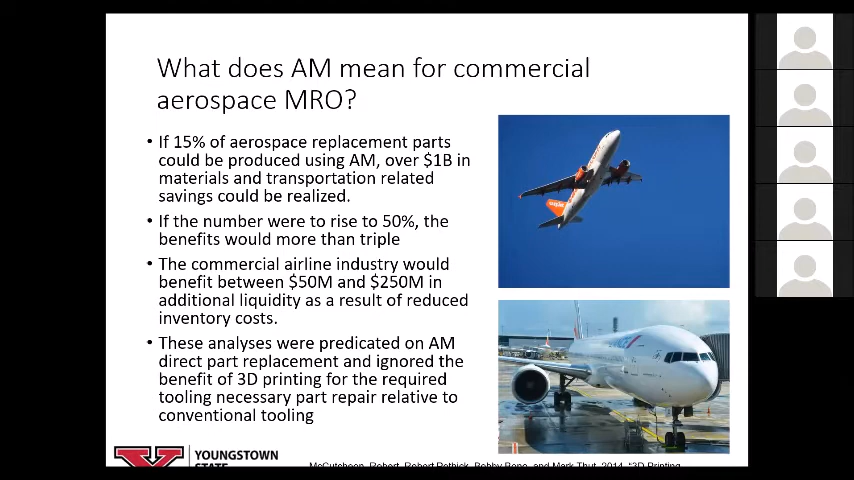 What does AM mean for commercial
aerospace MRO?
• If 15% of aerospace replacement parts
could be produced using AM, over $1B in
materials and transportation related
savings could be realized.
• If the number were to rise to 50%, the
benefits would more than triple
• The commercial airline industry would
benefit between $50M and $250M in
additional liquidity as a result of reduced
inventory costs.
• These analyses were predicated on AM
direct part replacement and ignored the
benefit of 3D printing for the required
tooling necessary part repair relative to
conventional tooling
YOUNGSTOWN
STATE
McCutcheon, Robert, Robert Pethick, Bobby Bono, and Mark Thut. 2014. "3D Printing